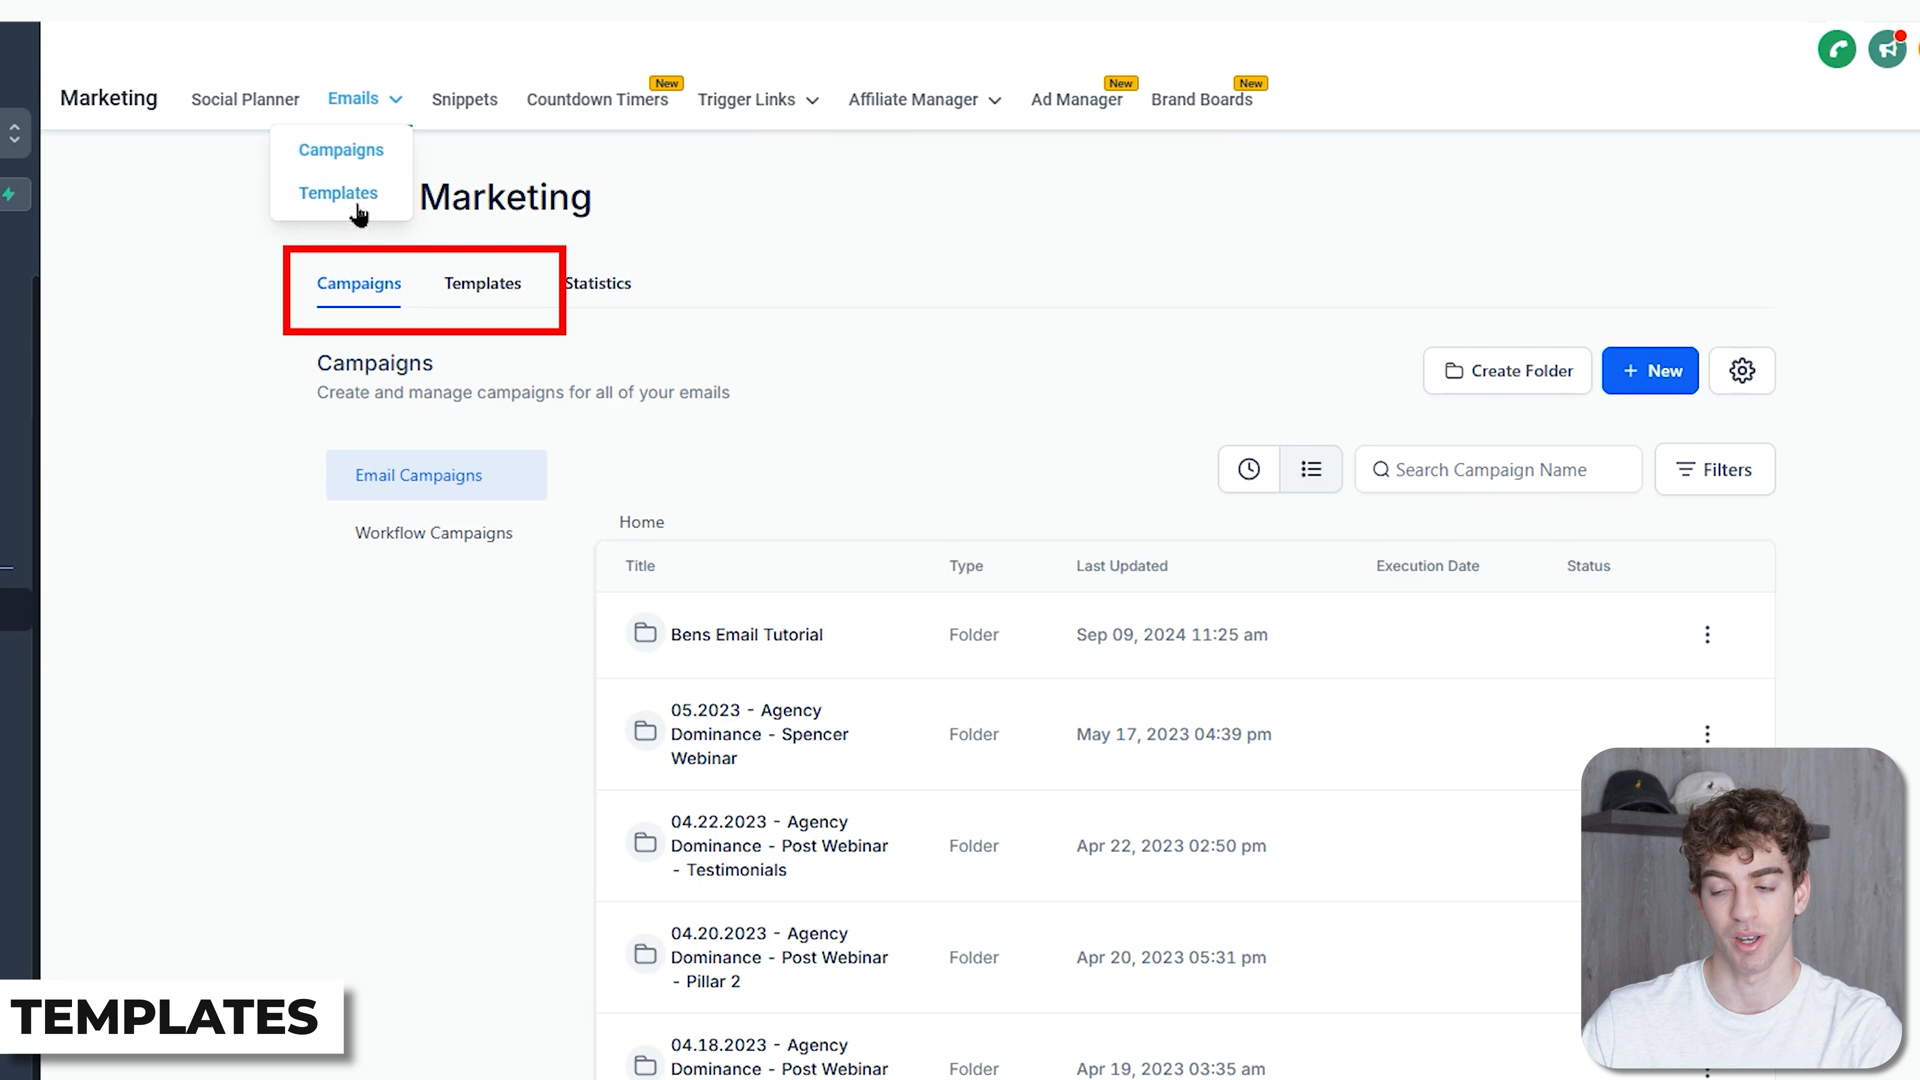 New
New
New
Marketing
Social Planner
Emails
Snippets
Countdown Timers
Trigger Links
Affiliate Manager
Ad Manager
Brand Boards
Campaigns
Templates
Marketing
Campaigns
Templates
Statistics
Campaigns
Create and manage campaigns for all of your emails
Create Folder
+ New
Email Campaigns
Workflow Campaigns
Search Campaign Name
Filters
Home
Title
Type
Last Updated
Execution Date
Status
Bens Email Tutorial
Folder
Sep 09, 2024 11:25 am
05.2023 - Agency
Dominance - Spencer
Webinar
Folder
May 17, 2023 04:39 pm
04.22.2023 - Agency
Dominance - Post Webinar
- Testimonials
Folder
Apr 22, 2023 02:50 pm
04.20.2023 - Agency
Dominance - Post Webinar
- Pillar 2
Folder
Apr 20, 2023 05:31 pm
04.18.2023 - Agency
Dominance - Post Webinar
Folder
Apr 19, 2023 03:35 am
TEMPLATES